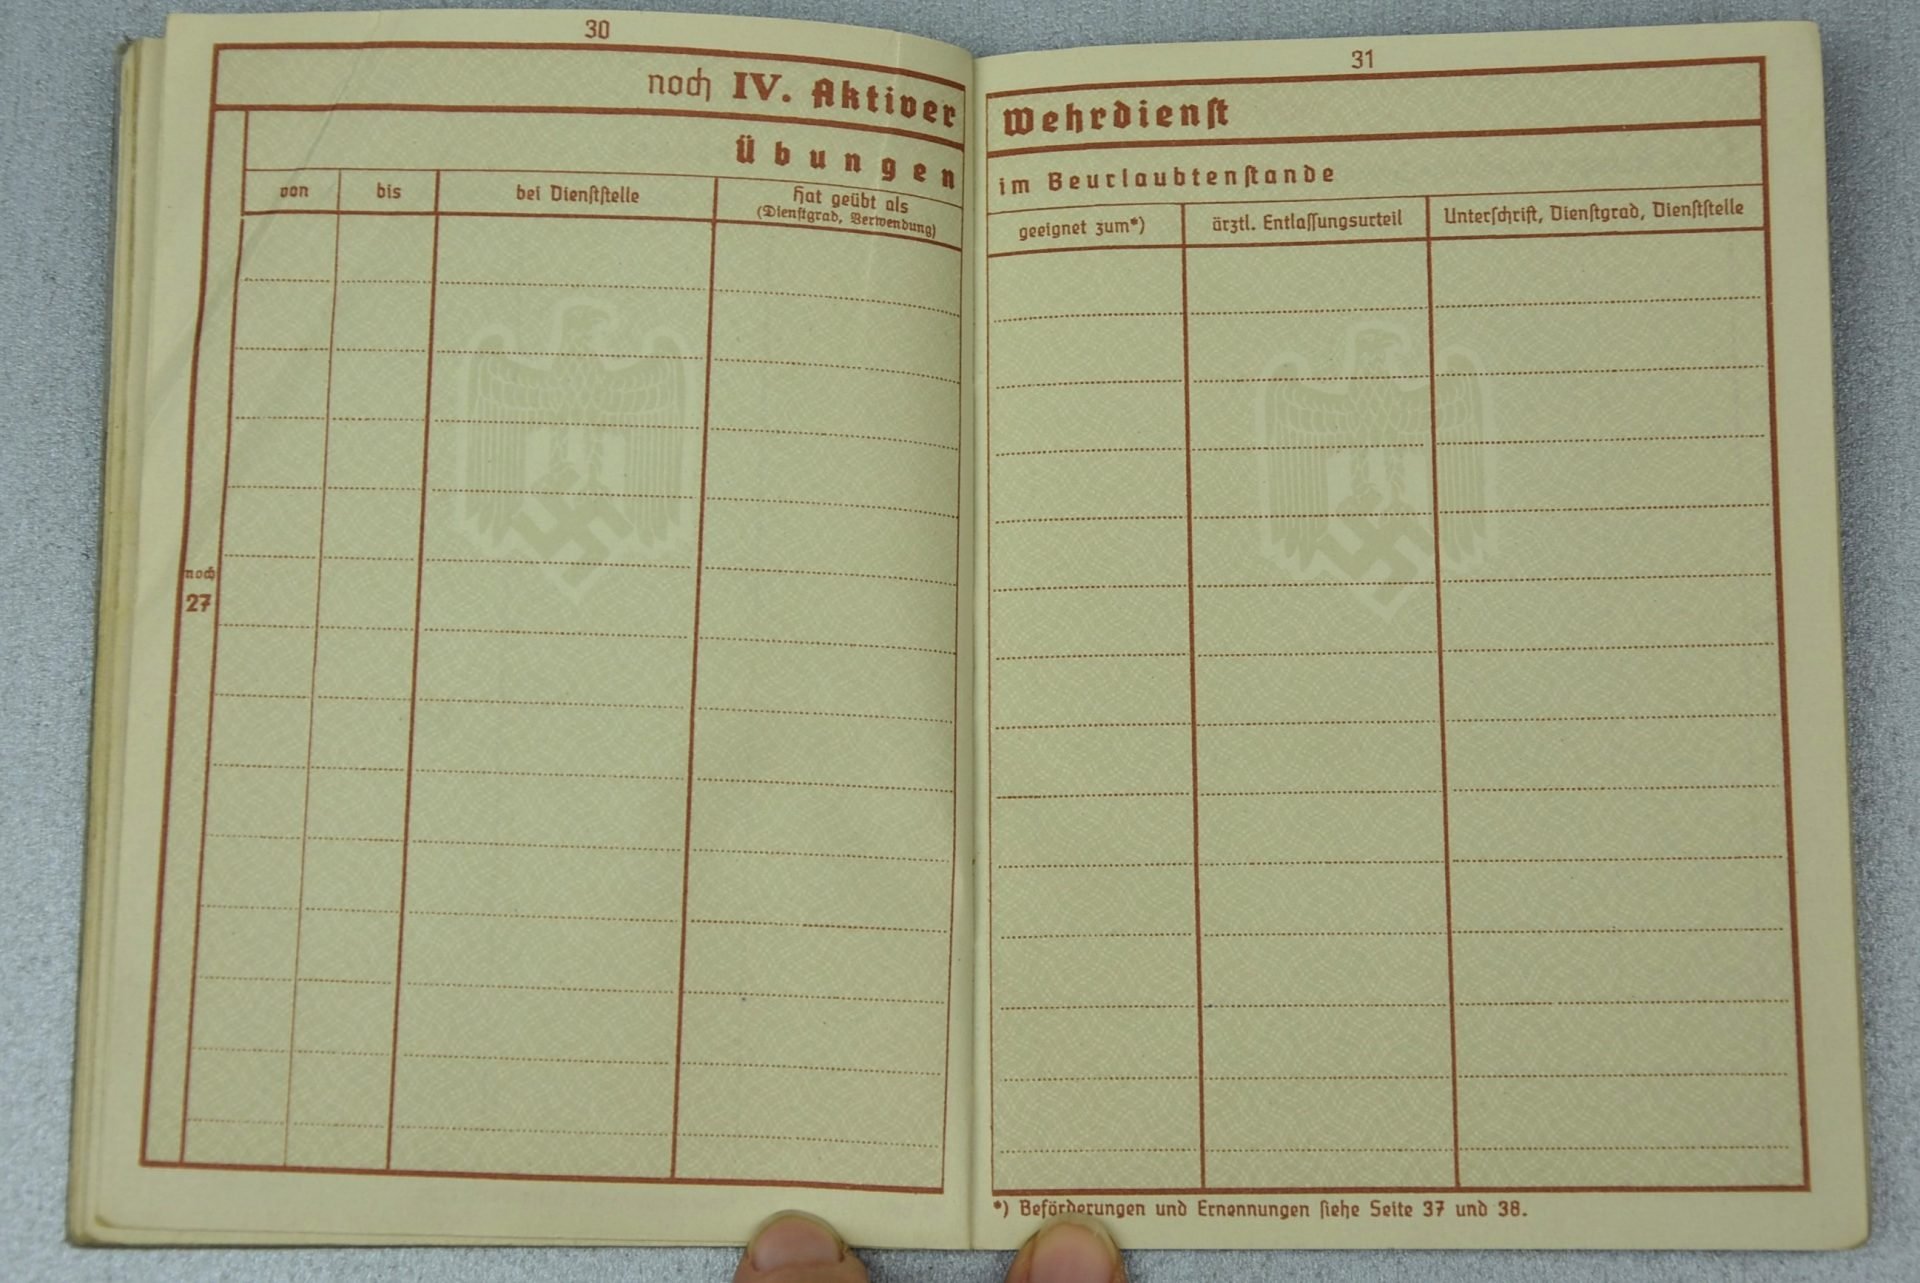 30
noch IV. Aktiver
Übungen
von bis bei Dienststelle Hat geübt als
(Dienstgrad, Verwendung)
noch
27
31
Wehrdienst
im Beurlaubtenstande
geeignet zum*) ärztl. Entlassungsurteil Unterschrift, Dienstgrad, Dienststelle
*) Beförderungen und Ernennungen siehe Seite 37 und 38.